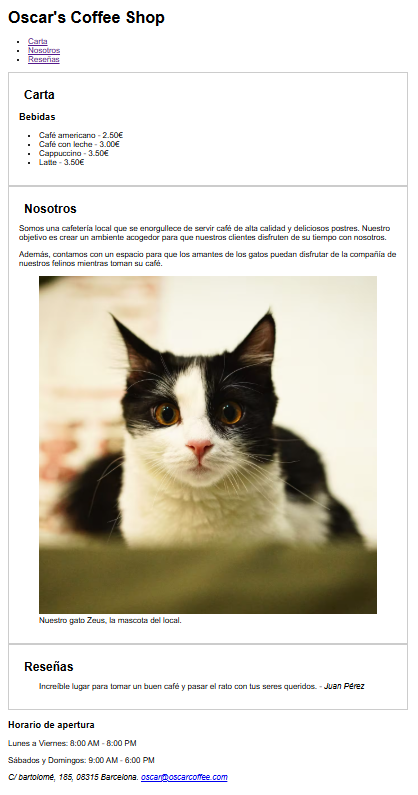 Oscar's Coffee Shop
Carta
Nosotros
Reseñas
Carta
Bebidas
Café americano - 2.50€
Café con leche - 3.00€
Cappuccino - 3.50€
Latte - 3.50€
Nosotros
Somos una cafetería local que se enorgullece de servir café de alta calidad y deliciosos postres. Nuestro
objetivo es crear un ambiente acogedor para que nuestros clientes disfruten de su tiempo con nosotros.
Además, contamos con un espacio para que los amantes de los gatos puedan disfrutar de la compañía de
nuestros felinos mientras toman su café.
Nuestro gato Zeus, la mascota del local.
Reseñas
Increíble lugar para tomar un buen café y pasar el rato con tus seres queridos. - Juan Pérez
Horario de apertura
Lunes a Viernes: 8:00 AM - 8:00 PM
Sábados y Domingos: 9:00 AM - 6:00 PM
C/ bartolomé, 185, 08315 Barcelona. oscar@oscarcoffee.com